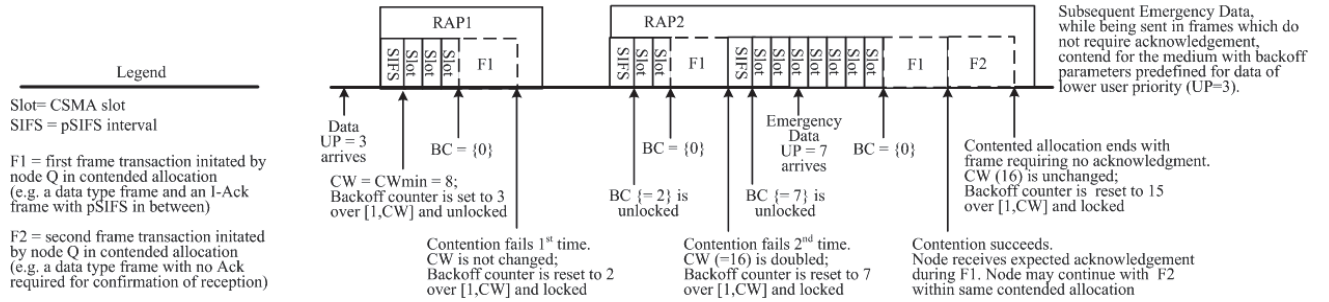 Legend
Slot= CSMA slot
SIFS = pSIFS interval
F1 = first frame transaction initated by
node Q in contended allocation
(e.g. a data type frame and an I-Ack
frame with pSIFS in between)
F2 = second frame transaction initated
by node Q in contended allocation
(e.g. a data type frame with no Ack
required for confirmation of reception)
RAP1
SIFS
Slot
Slot
Slot
F1
RAP2
SIFS
Slot
Slot
F1
SIFS
Slot
Slot
Slot
Slot
Slot
Slot
Slot
F1
F2
Subsequent Emergency Data,
while being sent in frames which do
not require acknowledgement,
contend for the medium with backoff
parameters predefined for data of
lower user priority (UP=3).
Data
UP = 3
arrives
CW = CWmin = 8;
Backoff counter is set to 3
over [1,CW] and unlocked
BC = {0}
Contention fails 1st time.
CW is not changed;
Backoff counter is reset to 2
over [1,CW] and locked
BC {= 2} is
unlocked
BC = {0}
Contention fails 2nd time.
CW (=16) is doubled;
Backoff counter is reset to 7
over [1,CW] and locked
BC {= 7} is
unlocked
Emergency
Data
UP = 7
arrives
BC = {0}
Contention succeeds.
Node receives expected acknowledgement
during F1. Node may continue with F2
within same contended allocation
Contented allocation ends with
frame requiring no acknowledgment.
CW (16) is unchanged;
Backoff counter is reset to 15
over [1,CW] and locked